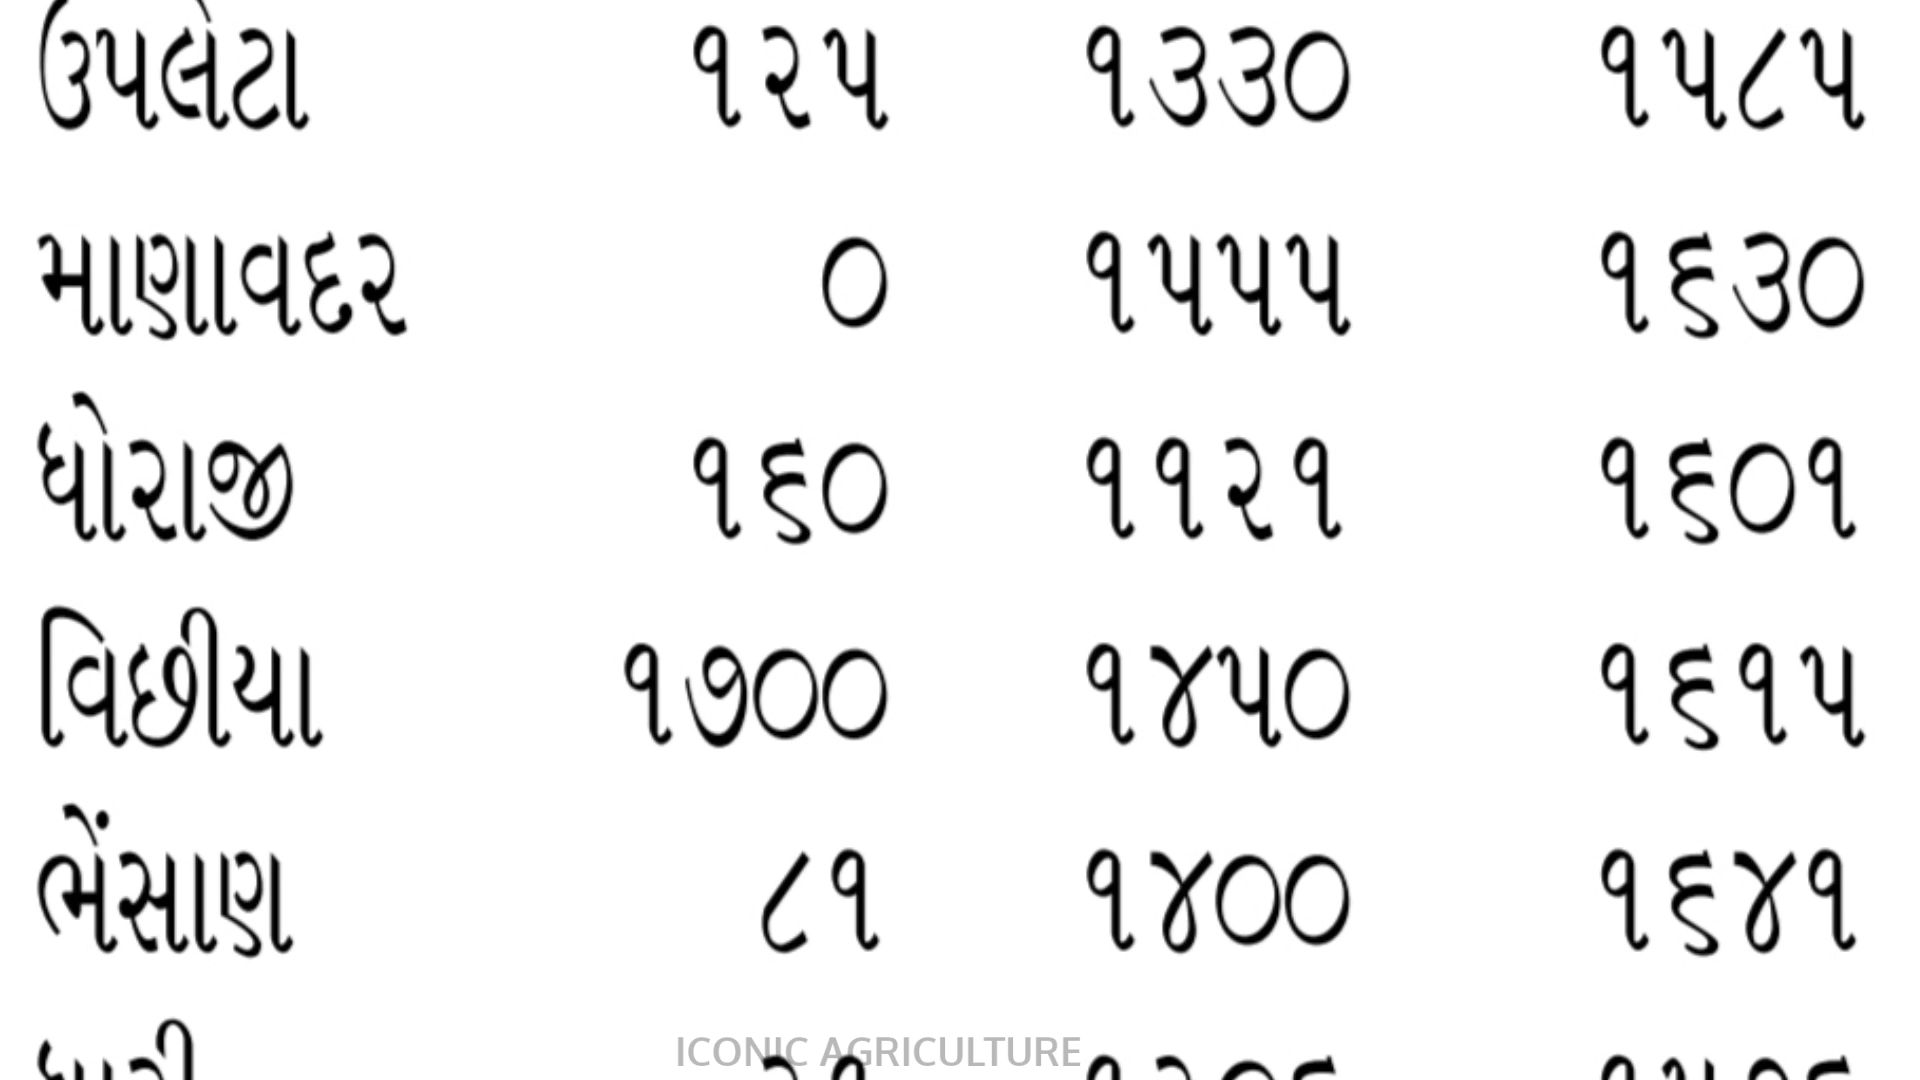 ઉપલેટા ૧૨૫ ૧૩૩૦ ૧૫૮૫
માણાવદર ૦ ૧૫૫૫ ૧૬૩૦
ધોરાજી ૧૬૦ ૧૧૨૧ ૧૬૦૧
વિછીયા ૧૭૦૦ ૧૪૫૦ ૧૬૧૫
ભેંસાણ ૮૧ ૧૪૦૦ ૧૬૪૧
ICONIC AGRICULTURE